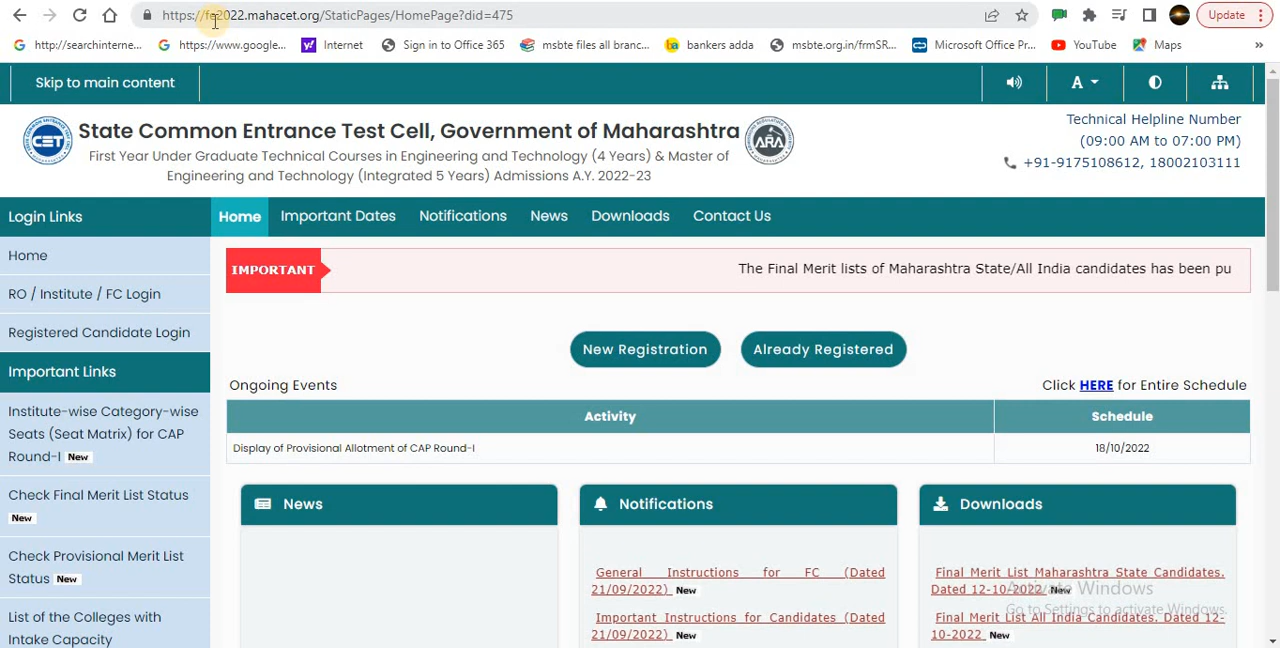 https://fe2022.mahacet.org/StaticPages/HomePage?did=475
Update
http://searchinterne...
https://www.google...
Internet
Sign in to Office 365
msbte files all branc...
bankers adda
msbte.org.in/frmSR...
Microsoft Office Pr...
YouTube
Maps
»
Skip to main content
A
CET
State Common Entrance Test Cell, Government of Maharashtra
First Year Under Graduate Technical Courses in Engineering and Technology (4 Years) & Master of
Engineering and Technology (Integrated 5 Years) Admissions A.Y. 2022-23
ARA
Technical Helpline Number
(09:00 AM to 07:00 PM)
+91-9175108612, 18002103111
Login Links
Home
Important Dates
Notifications
News
Downloads
Contact Us
Home
RO / Institute / FC Login
Registered Candidate Login
Important Links
Institute-wise Category-wise
Seats (Seat Matrix) for CAP
Round-I New
Check Final Merit List Status
New
Check Provisional Merit List
Status New
List of the Colleges with
Intake Capacity
IMPORTANT
The Final Merit lists of Maharashtra State/All India candidates has been pu
New Registration
Already Registered
Ongoing Events
Click HERE for Entire Schedule
Activity
Schedule
Display of Provisional Allotment of CAP Round-I
18/10/2022
News
Notifications
General Instructions for FC (Dated
21/09/2022) New
Important Instructions for Candidates (Dated
21/09/2022) New
Downloads
Final Merit List Maharashtra State Candidates.
Dated 12-10-2022 New
Final Merit List All India Candidates. Dated 12-
10-2022 New
Activate Windows
Go to Settings to activate Windows.